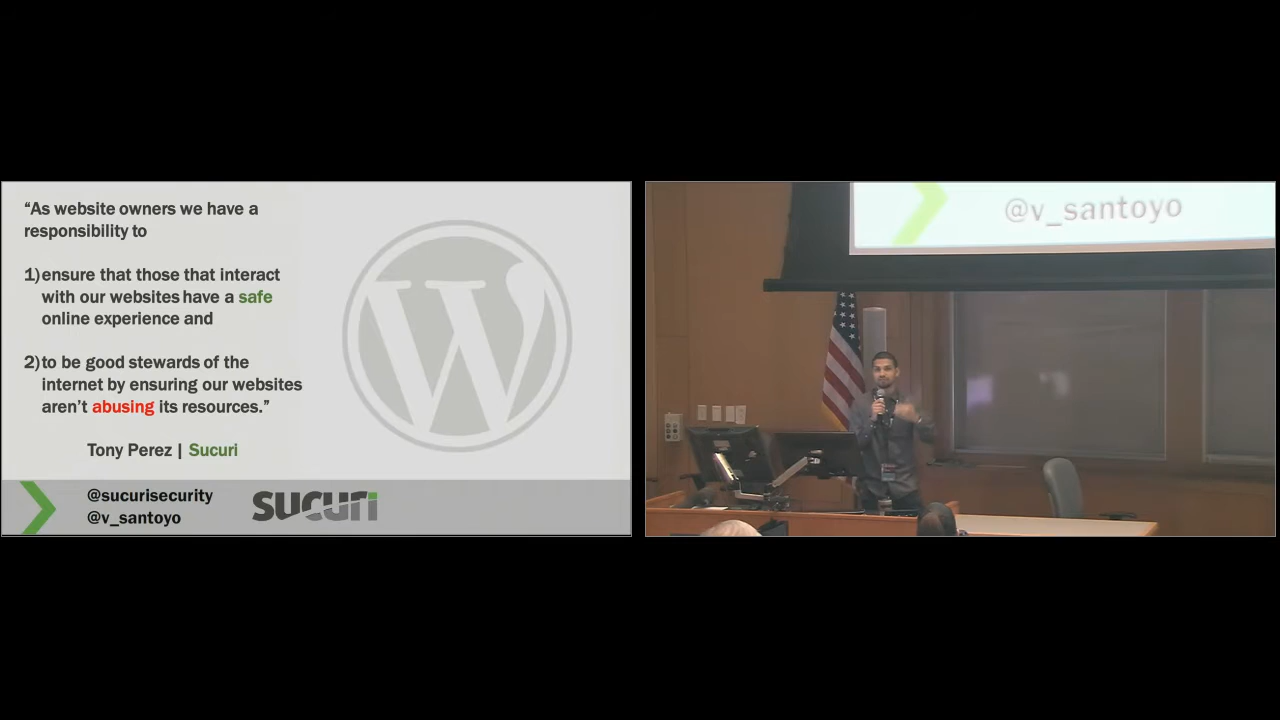 “As website owners we have a
responsibility to
1) ensure that those that interact
with our websites have a safe
online experience and
2) to be good stewards of the
internet by ensuring our websites
aren’t abusing its resources.”
Tony Perez | Sucuri
@sucurisecurity
@v_santoyo
SUCURI
@v_santoyo